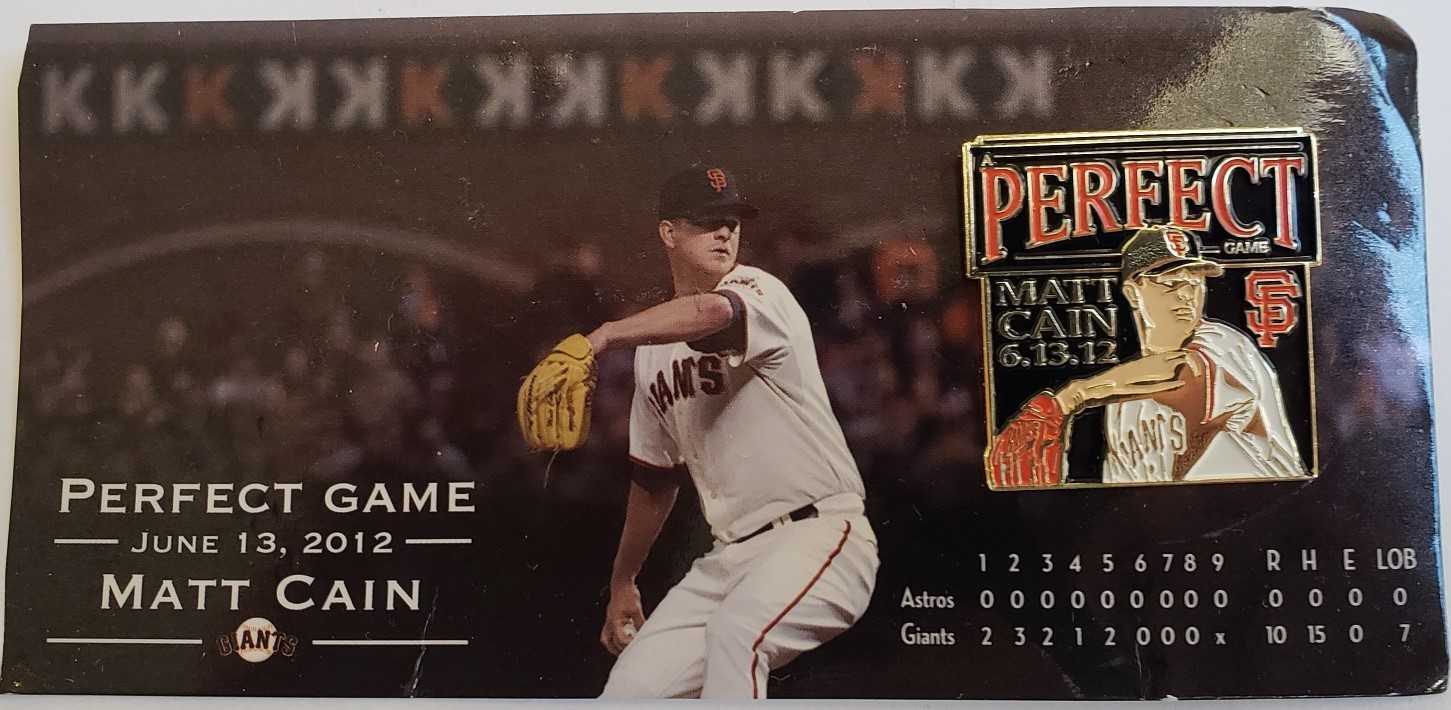 K K K ꓘ ꓘ K ꓘ ꓘ K ꓘ K ꓘ K ꓘ
SF
GIANTS
A
PERFECT
GAME
SF
MATT
CAIN
6.13.12
SF
GIANTS
PERFECT GAME
JUNE 13, 2012
MATT CAIN
GIANTS
1 2 3 4 5 6 7 8 9 R H E LOB
Astros 0 0 0 0 0 0 0 0 0 0 0 0 0
Giants 2 3 2 1 2 0 0 0 x 10 15 0 7